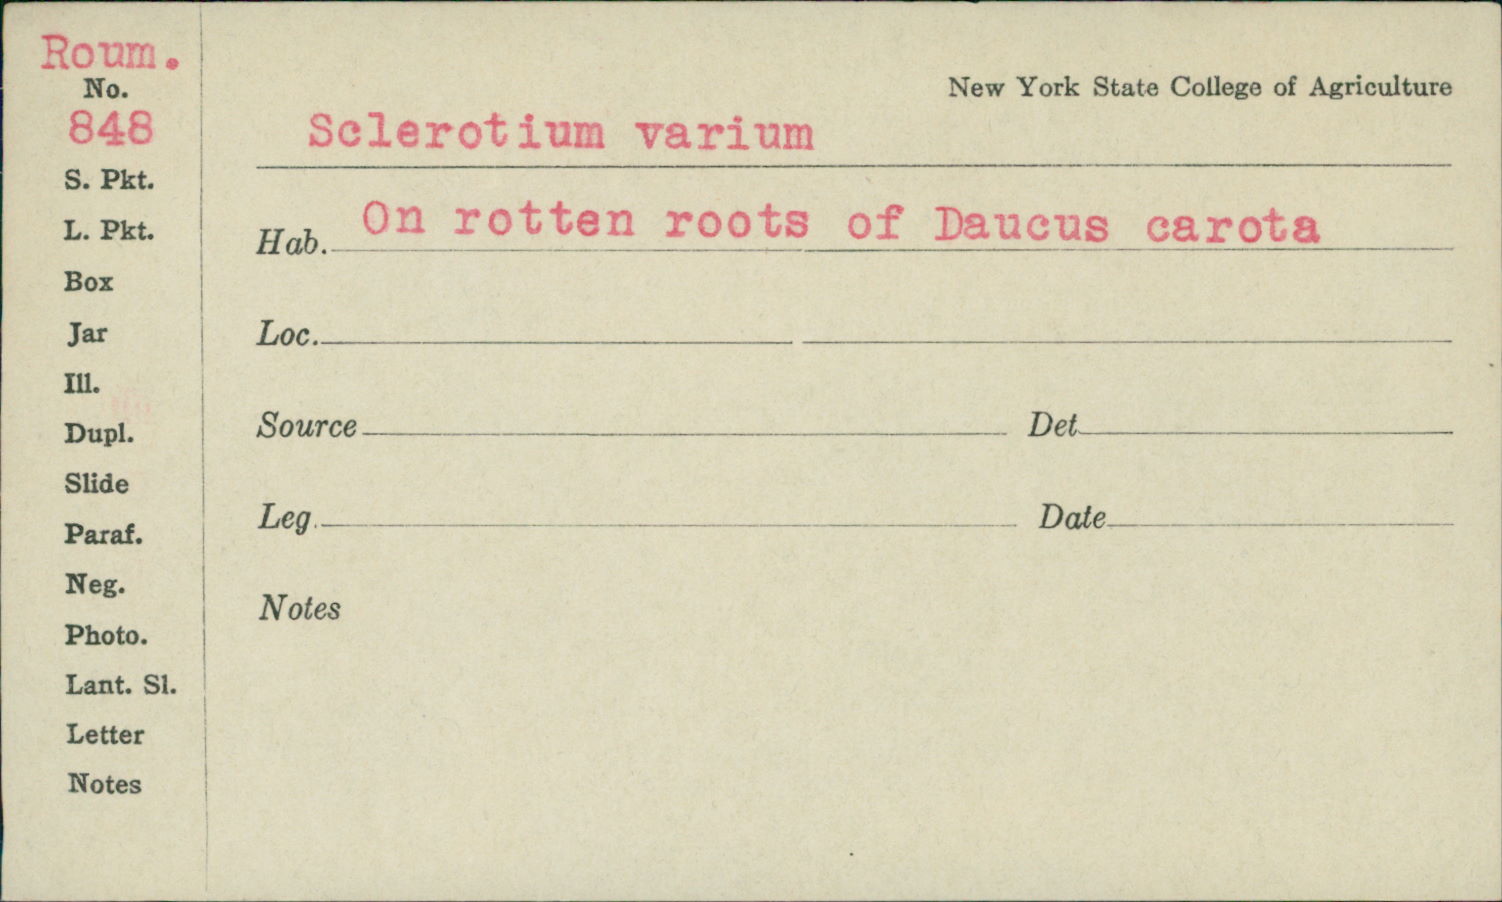 Roum.
No.
848
S. Pkt.
L. Pkt.
Box
Jar
Ill.
Dupl.
Slide
Paraf.
Neg.
Photo.
Lant. Sl.
Letter
Notes
New York State College of Agriculture
Sclerotium varium
Hab. On rotten roots of Daucus carota
Loc.
Source Det.
Leg. Date
Notes